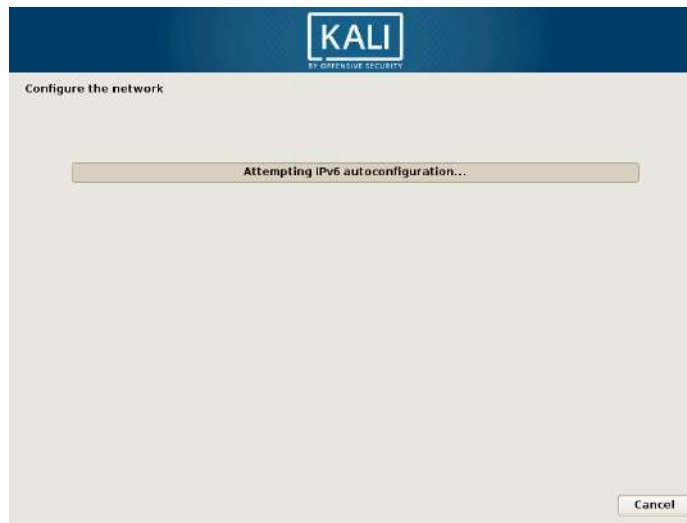 KALI
BY OFFENSIVE SECURITY
Configure the network
Attempting IPv6 autoconfiguration...
Cancel